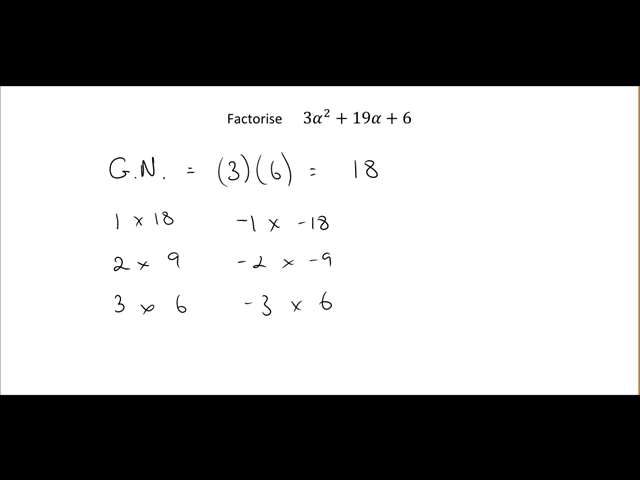 Factorise 3α² + 19α + 6
G.N. = (3)(6) = 18
1 × 18 -1 × -18
2 × 9 -2 × -9
3 × 6 -3 × 6